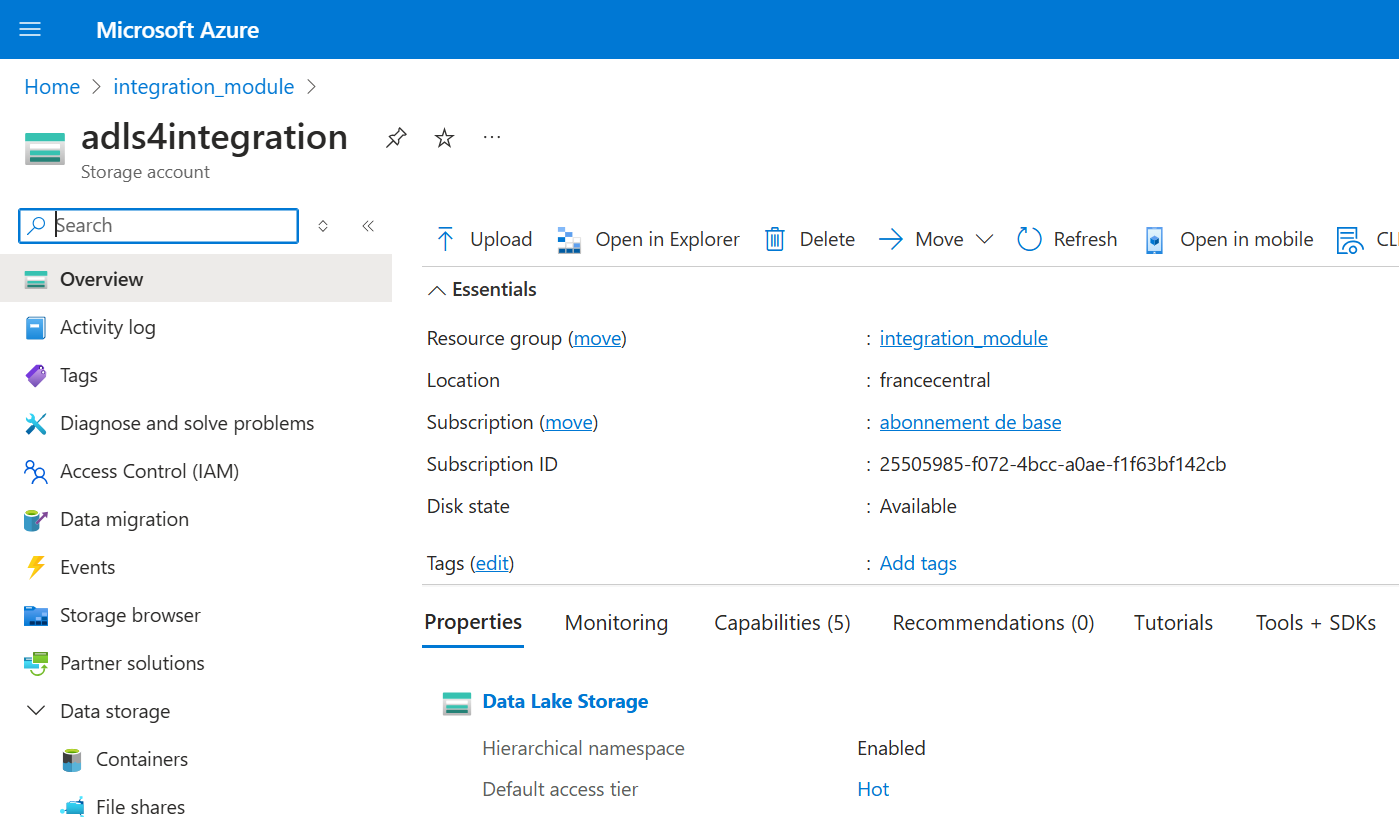 Microsoft Azure
Home > integration_module >
adls4integration
Storage account
Search
Overview
Activity log
Tags
Diagnose and solve problems
Access Control (IAM)
Data migration
Events
Storage browser
Partner solutions
Data storage
Containers
File shares
Upload Open in Explorer Delete Move Refresh Open in mobile CLI
Essentials
Resource group (move) : integration_module
Location : francecentral
Subscription (move) : abonnement de base
Subscription ID : 25505985-f072-4bcc-a0ae-f1f63bf142cb
Disk state : Available
Tags (edit) : Add tags
Properties Monitoring Capabilities (5) Recommendations (0) Tutorials Tools + SDKs
Data Lake Storage
Hierarchical namespace Enabled
Default access tier Hot